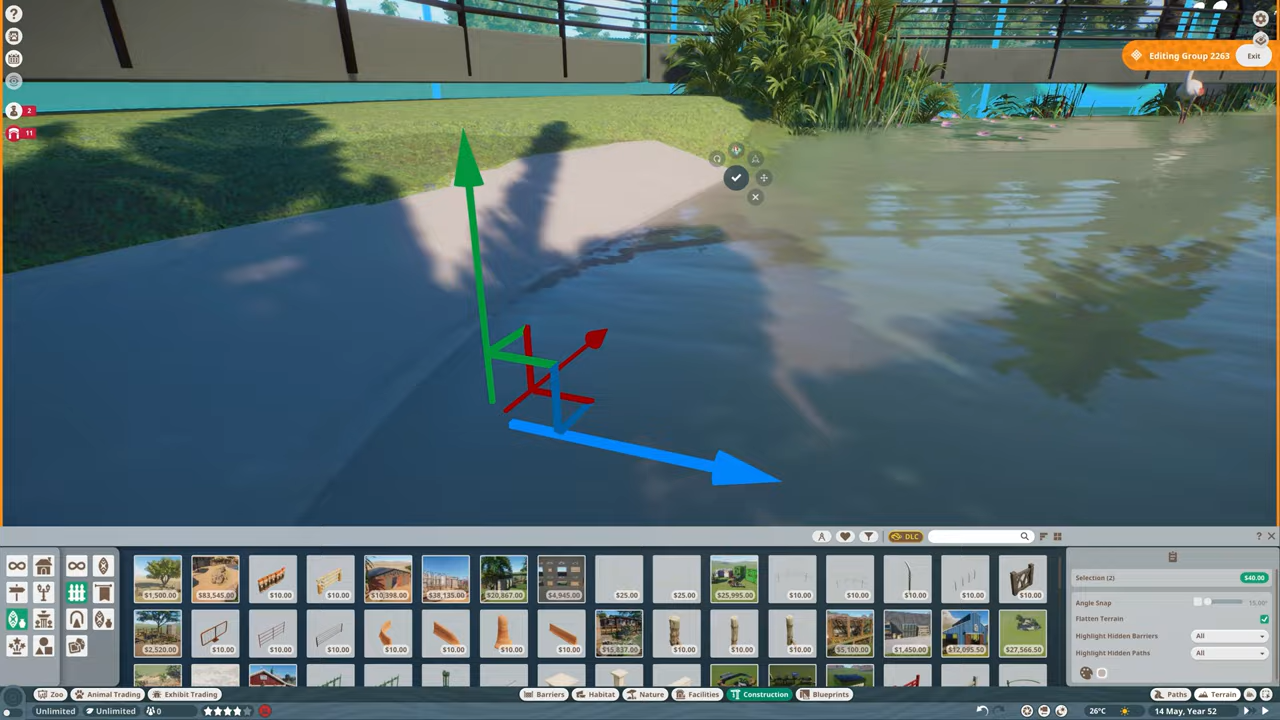 Editing Group 2263
Exit
2
11
DLC
?
$1,500.00
$83,545.00
$10.00
$10.00
$10,398.00
$38,135.00
$20,867.00
$4,945.00
$25.00
$25.00
$25,995.00
$10.00
$10.00
$10.00
$10.00
$10.00
$2,520.00
$10.00
$10.00
$10.00
$10.00
$10.00
$10.00
$10.00
$15,837.00
$10.00
$10.00
$10.00
$5,100.00
$1,450.00
$12,095.50
$27,566.50
Selection (2)
$40.00
Angle Snap
15.00°
Flatten Terrain
Highlight Hidden Barriers
All
Highlight Hidden Paths
All
Zoo
Animal Trading
Exhibit Trading
Barriers
Habitat
Nature
Facilities
Construction
Blueprints
Paths
Terrain
Unlimited
Unlimited
0
26°C
14 May, Year 52